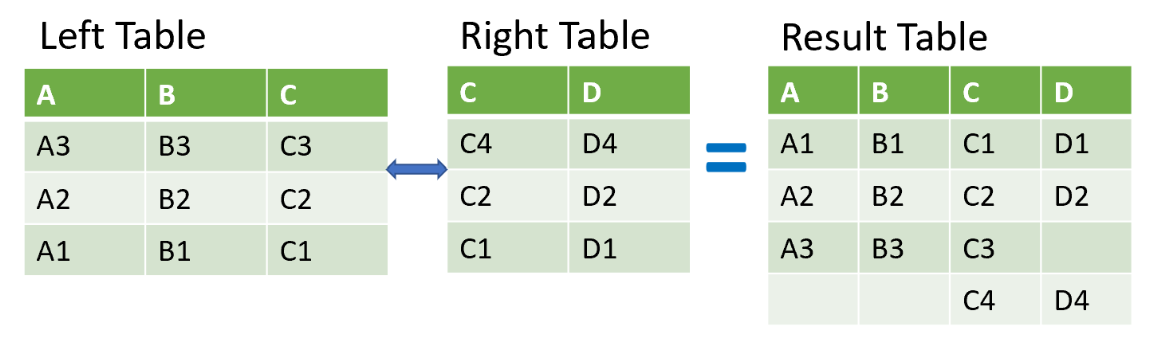 Left Table
A B C
A3 B3 C3
A2 B2 C2
A1 B1 C1
Right Table
C D
C4 D4
C2 D2
C1 D1
=
Result Table
A B C D
A1 B1 C1 D1
A2 B2 C2 D2
A3 B3 C3
C4 D4